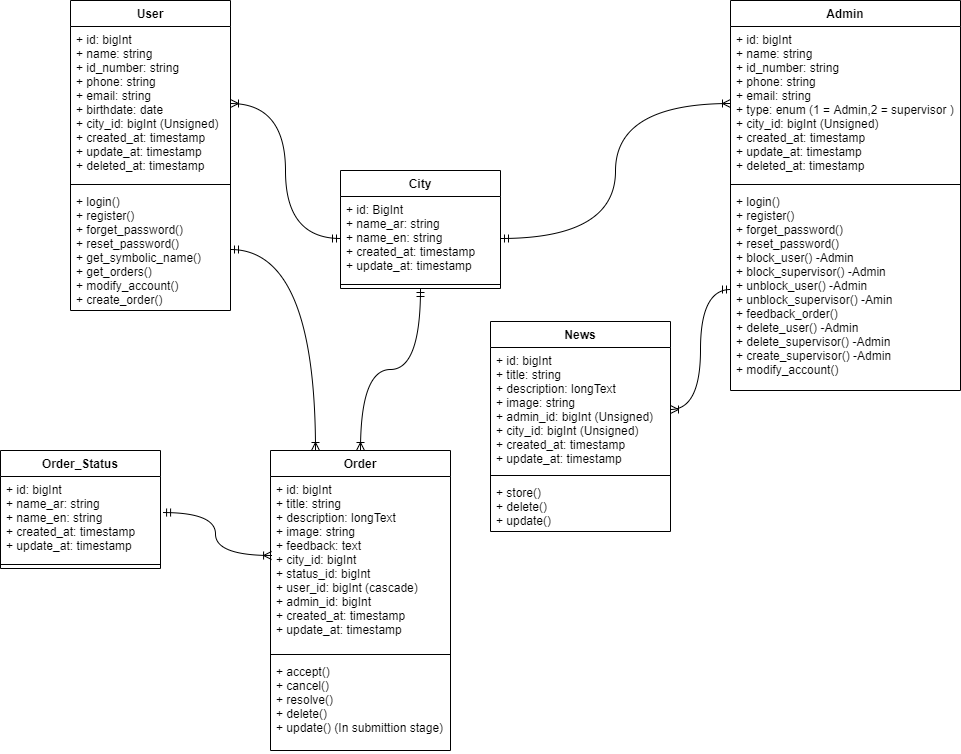 User
+ id: bigInt
+ name: string
+ id_number: string
+ phone: string
+ email: string
+ birthdate: date
+ city_id: bigInt (Unsigned)
+ created_at: timestamp
+ update_at: timestamp
+ deleted_at: timestamp
+ login()
+ register()
+ forget_password()
+ reset_password()
+ get_symbolic_name()
+ get_orders()
+ modify_account()
+ create_order()
Admin
+ id: bigInt
+ name: string
+ id_number: string
+ phone: string
+ email: string
+ type: enum (1 = Admin,2 = supervisor )
+ city_id: bigInt (Unsigned)
+ created_at: timestamp
+ update_at: timestamp
+ deleted_at: timestamp
+ login()
+ register()
+ forget_password()
+ reset_password()
+ block_user() -Admin
+ block_supervisor() -Admin
+ unblock_user() -Admin
+ unblock_supervisor() -Amin
+ feedback_order()
+ delete_user() -Admin
+ delete_supervisor() -Admin
+ create_supervisor() -Admin
+ modify_account()
City
+ id: BigInt
+ name_ar: string
+ name_en: string
+ created_at: timestamp
+ update_at: timestamp
News
+ id: bigInt
+ title: string
+ description: longText
+ image: string
+ admin_id: bigInt (Unsigned)
+ city_id: bigInt (Unsigned)
+ created_at: timestamp
+ update_at: timestamp
+ store()
+ delete()
+ update()
Order_Status
+ id: bigInt
+ name_ar: string
+ name_en: string
+ created_at: timestamp
+ update_at: timestamp
Order
+ id: bigInt
+ title: string
+ description: longText
+ image: string
+ feedback: text
+ city_id: bigInt
+ status_id: bigInt
+ user_id: bigInt (cascade)
+ admin_id: bigInt
+ created_at: timestamp
+ update_at: timestamp
+ accept()
+ cancel()
+ resolve()
+ delete()
+ update() (In submittion stage)